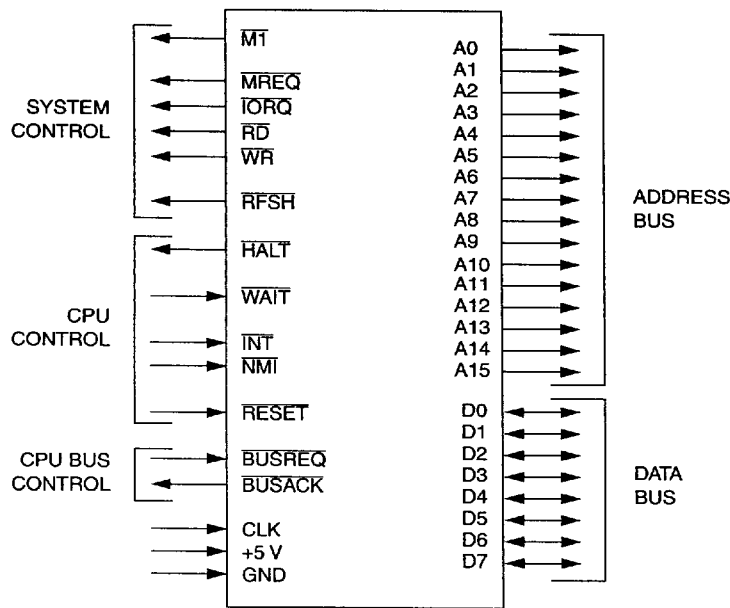 SYSTEM
CONTROL
M1
MREQ
IORQ
RD
WR
RFSH
CPU
CONTROL
HALT
WAIT
INT
NMI
RESET
CPU BUS
CONTROL
BUSREQ
BUSACK
CLK
+5 V
GND
A0
A1
A2
A3
A4
A5
A6
A7
A8
A9
A10
A11
A12
A13
A14
A15
ADDRESS
BUS
D0
D1
D2
D3
D4
D5
D6
D7
DATA
BUS